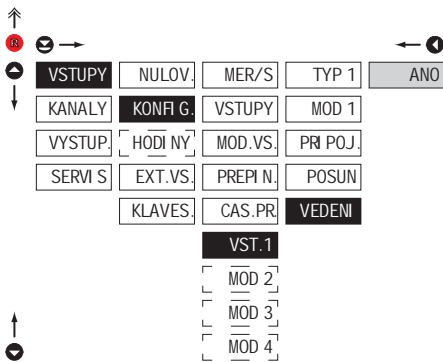 R
VSTUPY NULOV. MER/S TYP 1 ANO
KANALY KONFIG. VSTUPY MOD 1
VYSTUP. HODINY MOD.VS. PRIPOJ.
SERVIS EXT.VS. PREPIN. POSUN
KLAVES. CAS.PR. VEDENI
VST.1
MOD 2
MOD 3
MOD 4